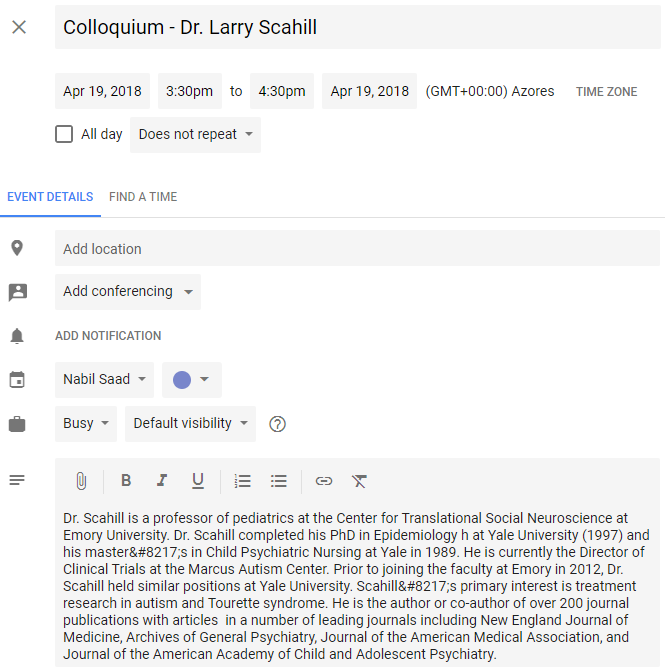 Colloquium - Dr. Larry Scahill
Apr 19, 2018 3:30pm to 4:30pm Apr 19, 2018 (GMT+00:00) Azores TIME ZONE
All day Does not repeat
EVENT DETAILS FIND A TIME
Add location
Add conferencing
ADD NOTIFICATION
Nabil Saad
Busy Default visibility ?
B I U
Dr. Scahill is a professor of pediatrics at the Center for Translational Social Neuroscience at
Emory University. Dr. Scahill completed his PhD in Epidemiology h at Yale University (1997) and
his master&#8217;s in Child Psychiatric Nursing at Yale in 1989. He is currently the Director of
Clinical Trials at the Marcus Autism Center. Prior to joining the faculty at Emory in 2012, Dr.
Scahill held similar positions at Yale University. Scahill&#8217;s primary interest is treatment
research in autism and Tourette syndrome. He is the author or co-author of over 200 journal
publications with articles  in a number of leading journals including New England Journal of
Medicine, Archives of General Psychiatry, Journal of the American Medical Association, and
Journal of the American Academy of Child and Adolescent Psychiatry.